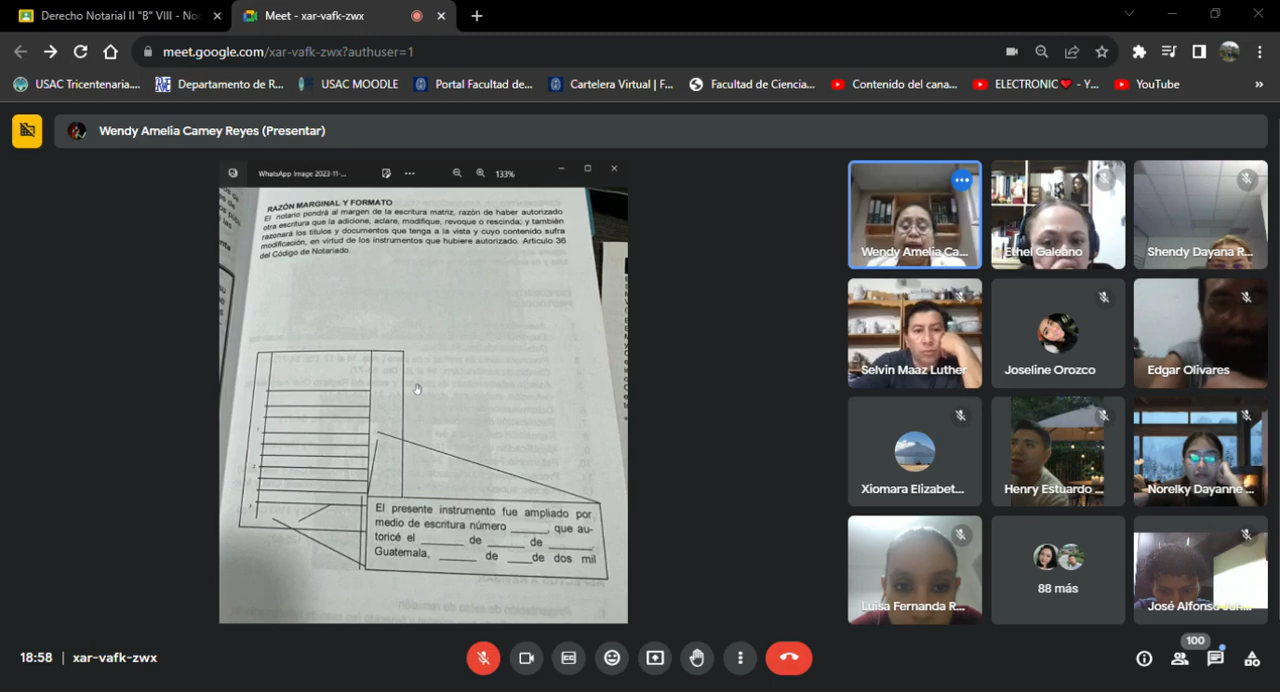 Derecho Notarial II "B" VIII - No
Meet - xar-vafk-zwx
meet.google.com/xar-vafk-zwx?authuser=1
USAC Tricentenaria.... Departamento de R... USAC MOODLE Portal Facultad de... Cartelera Virtual | F... Facultad de Ciencia... Contenido del cana... ELECTRONIC❤ - Y... YouTube »
Wendy Amelia Camey Reyes (Presentar)
WhatsApp Image 2023-11-... 133%
RAZÓN MARGINAL Y FORMATO
El notario pondrá al margen de la escritura matriz, razón de haber autorizado
otra escritura que la adicione, aclare, modifique, revoque o rescinda; y también
razonará los títulos y documentos que tenga a la vista y cuyo contenido sufra
modificación, en virtud de los instrumentos que hubiere autorizado. Artículo 36
del Código de Notariado.
El presente instrumento fue ampliado por
medio de escritura número ______, que au-
toricé el ______ de ______ de ______.
Guatemala, ______ de ____de dos mil
Wendy Amelia Ca...
Ethel Galeano
Shendy Dayana R...
Selvin Maaz Luther
Joseline Orozco
Edgar Olivares
Xiomara Elizabet...
Henry Estuardo ...
Norelky Dayanne ...
Luisa Fernanda R...
88 más
José Alfonso
18:58 | xar-vafk-zwx
100